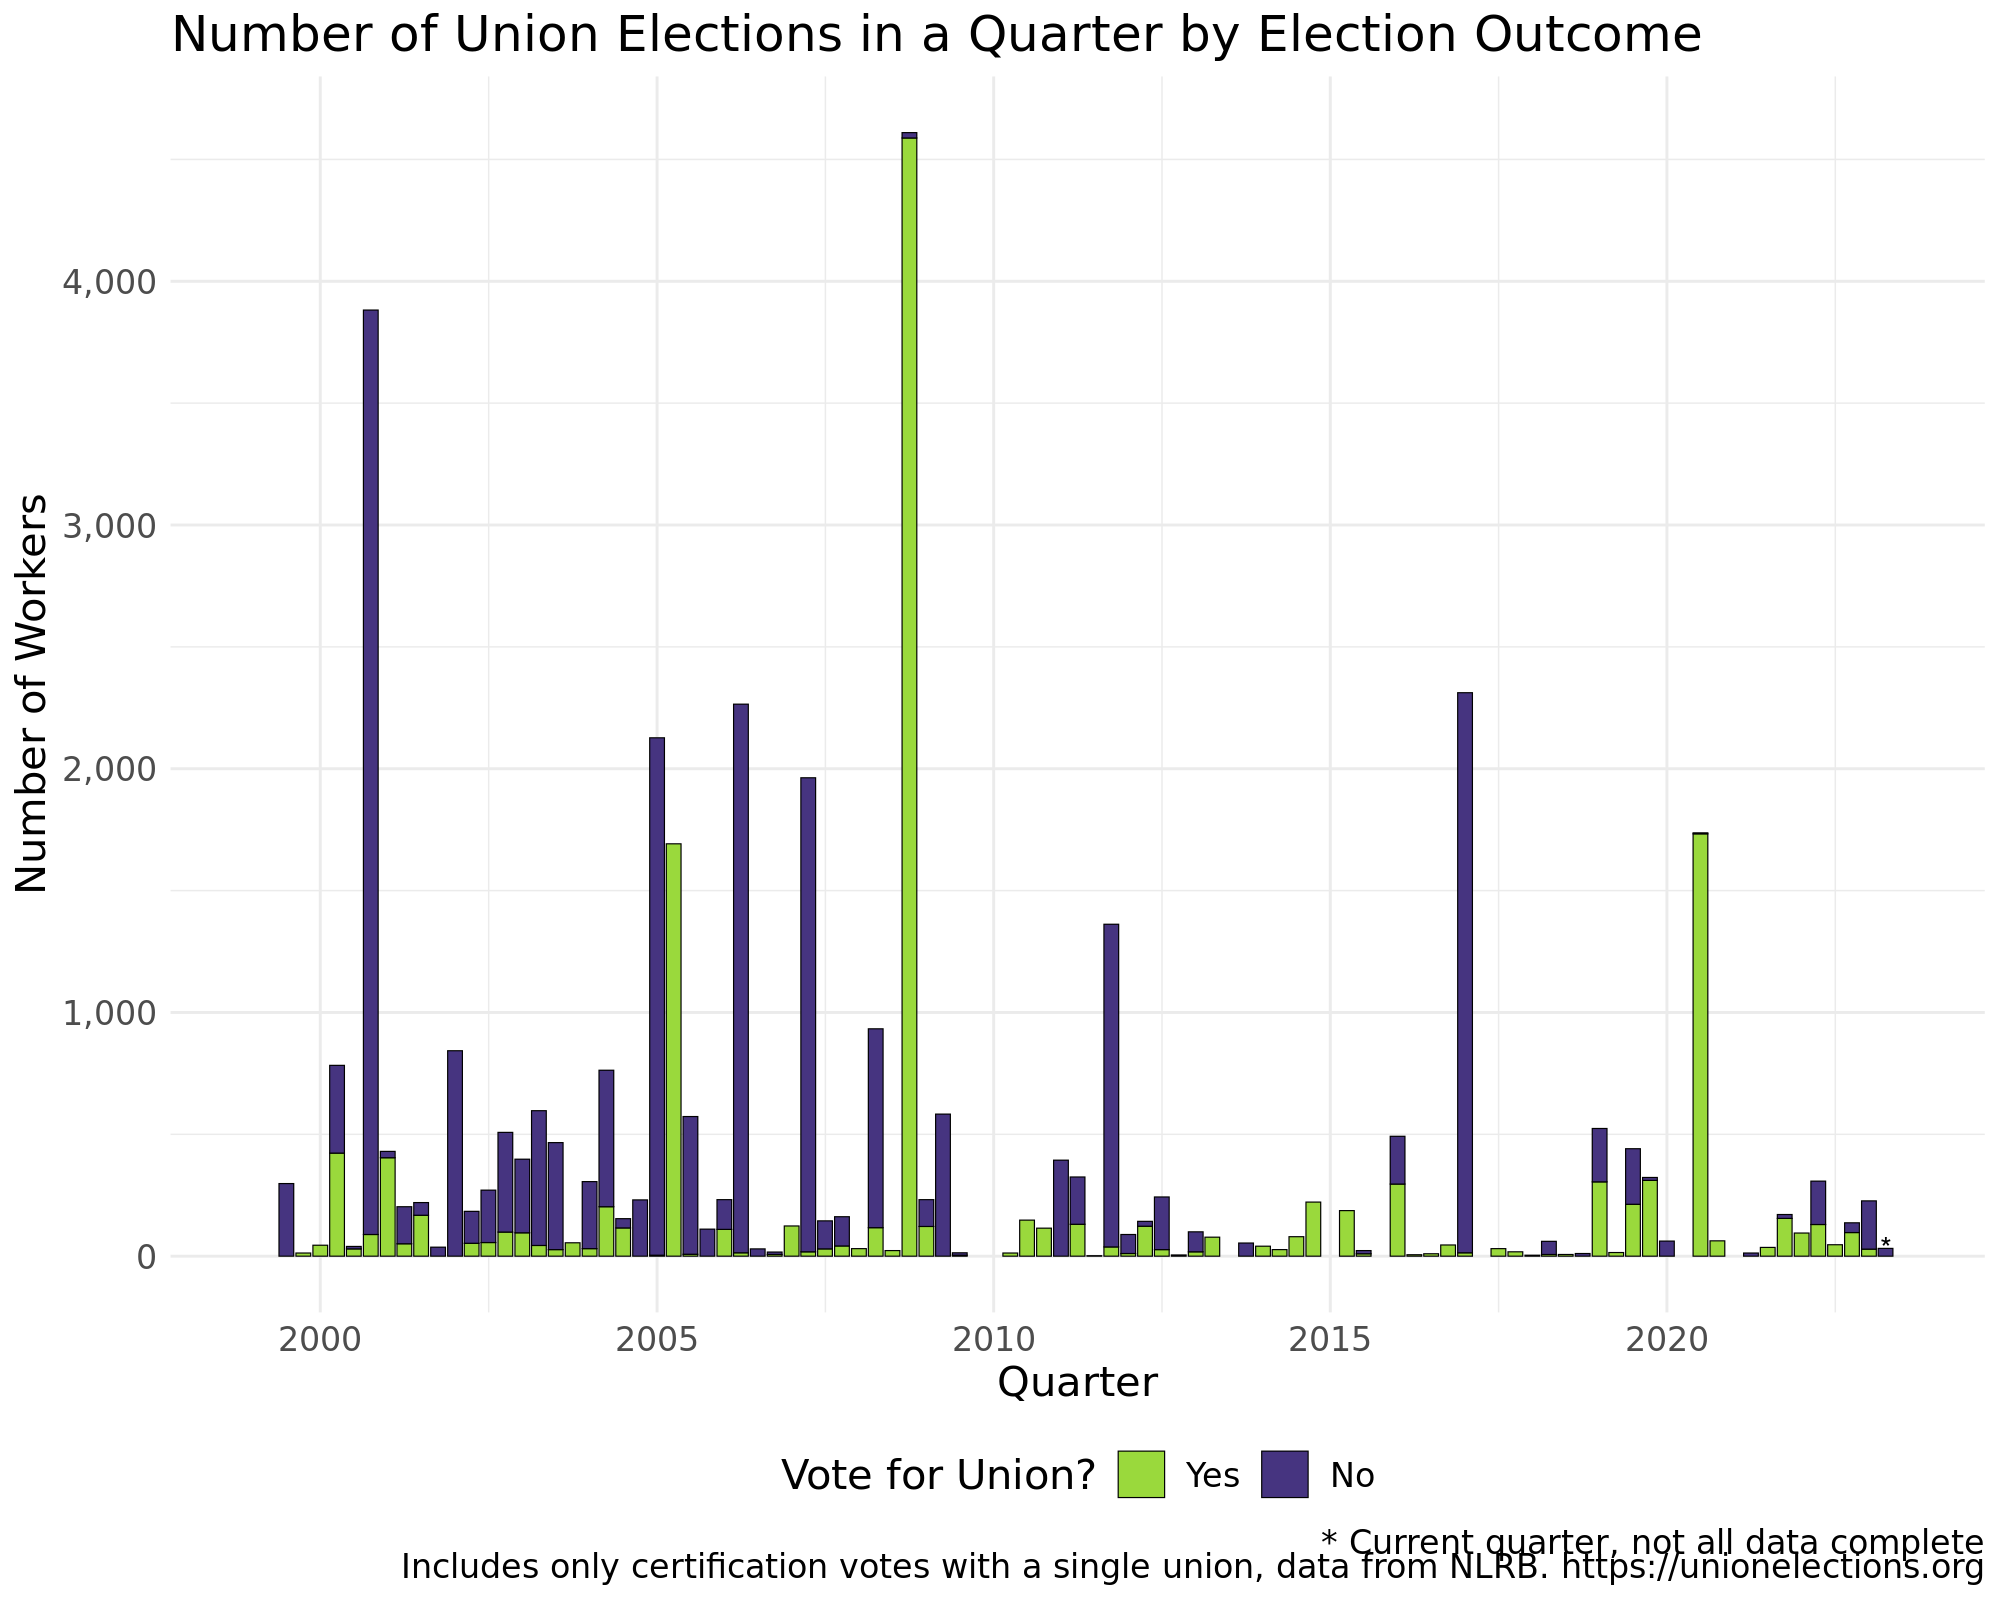 Number of Union Elections in a Quarter by Election Outcome
Number of Workers
4,000
3,000
2,000
1,000
0
*
2000 2005 2010 2015 2020
Quarter
Vote for Union? Yes No
* Current quarter, not all data complete
Includes only certification votes with a single union, data from NLRB. https://unionelections.org